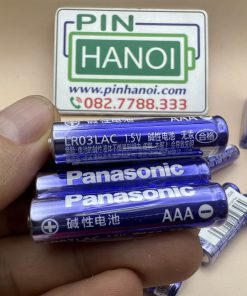 PIN
HANOI
www.pinhanoi.com
082.7788.333
LR03LAC 1.5V 碱性电池 无汞 合格
Panasonic
Panasonic
碱性电池 AAA